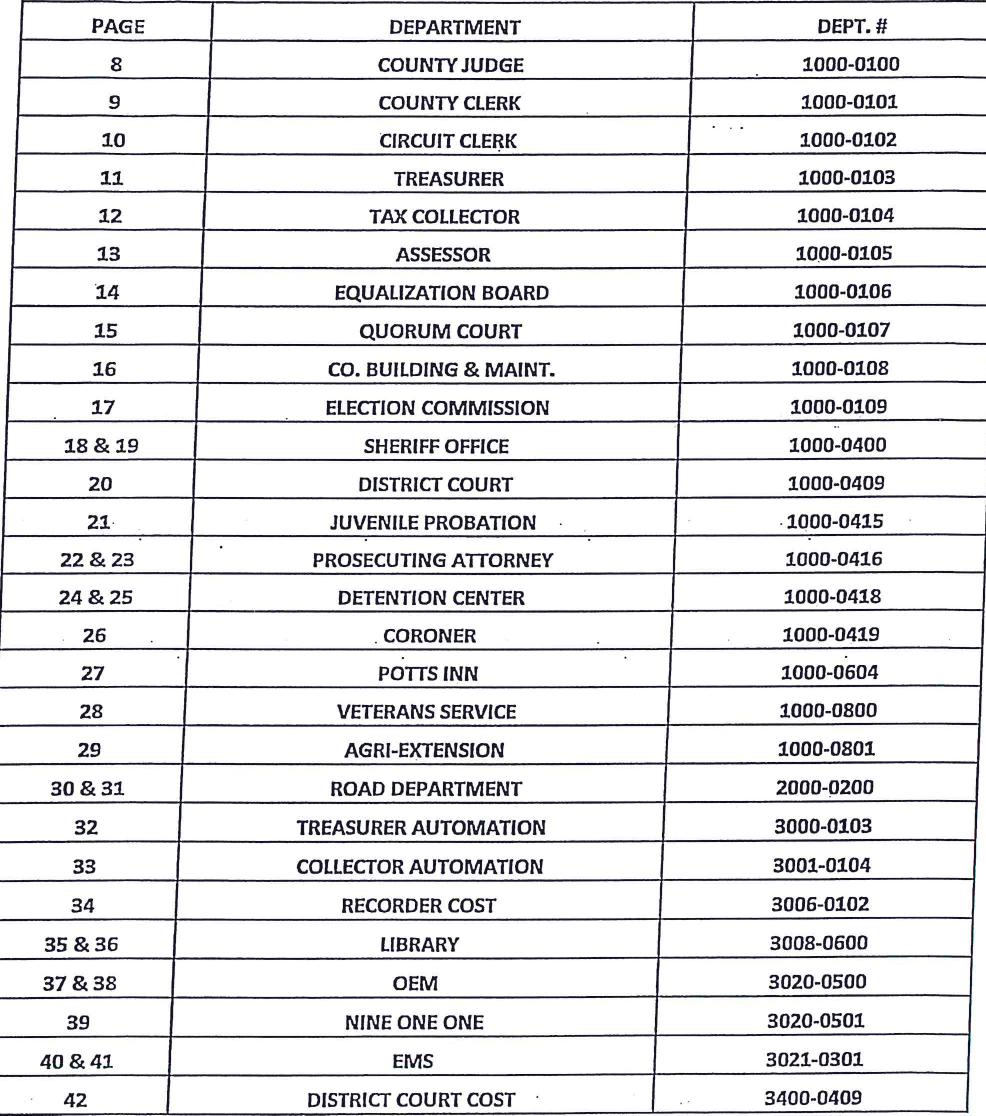 PAGE DEPARTMENT DEPT. #
8 COUNTY JUDGE 1000-0100
9 COUNTY CLERK 1000-0101
10 CIRCUIT CLERK 1000-0102
11 TREASURER 1000-0103
12 TAX COLLECTOR 1000-0104
13 ASSESSOR 1000-0105
14 EQUALIZATION BOARD 1000-0106
15 QUORUM COURT 1000-0107
16 CO. BUILDING & MAINT. 1000-0108
17 ELECTION COMMISSION 1000-0109
18 & 19 SHERIFF OFFICE 1000-0400
20 DISTRICT COURT 1000-0409
21 JUVENILE PROBATION 1000-0415
22 & 23 PROSECUTING ATTORNEY 1000-0416
24 & 25 DETENTION CENTER 1000-0418
26 CORONER 1000-0419
27 POTTS INN 1000-0604
28 VETERANS SERVICE 1000-0800
29 AGRI-EXTENSION 1000-0801
30 & 31 ROAD DEPARTMENT 2000-0200
32 TREASURER AUTOMATION 3000-0103
33 COLLECTOR AUTOMATION 3001-0104
34 RECORDER COST 3006-0102
35 & 36 LIBRARY 3008-0600
37 & 38 OEM 3020-0500
39 NINE ONE ONE 3020-0501
40 & 41 EMS 3021-0301
42 DISTRICT COURT COST 3400-0409